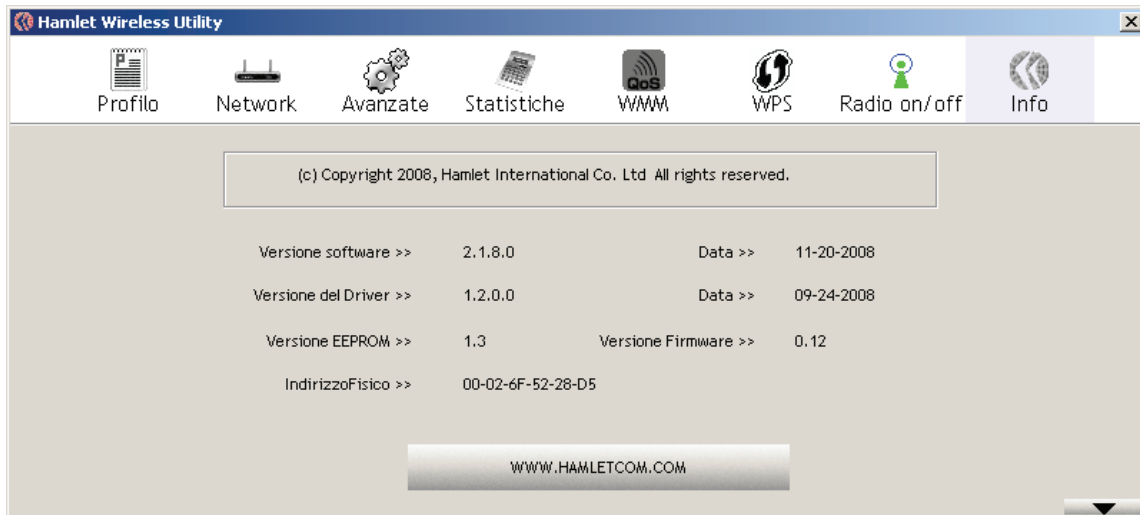 Hamlet Wireless Utility
Profilo Network Avanzate Statistiche WMM WPS Radio on/off Info
QoS
(c) Copyright 2008, Hamlet International Co. Ltd All rights reserved.
Versione software >> 2.1.8.0 Data >> 11-20-2008
Versione del Driver >> 1.2.0.0 Data >> 09-24-2008
Versione EEPROM >> 1.3 Versione Firmware >> 0.12
IndirizzoFisico >> 00-02-6F-52-28-D5
WWW.HAMLETCOM.COM